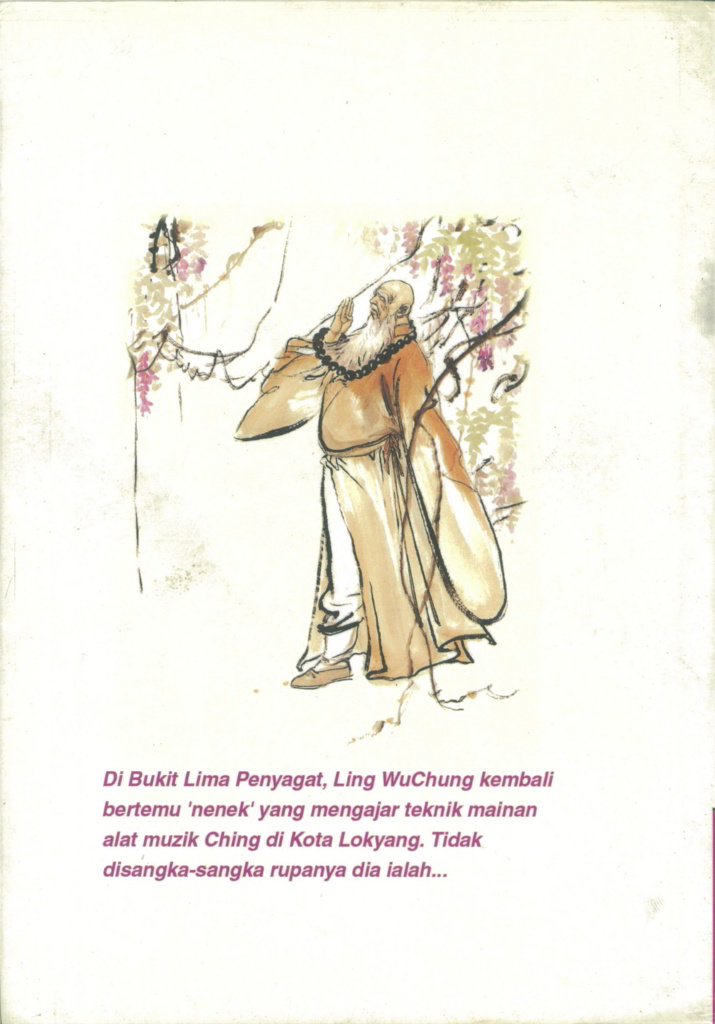 Di Bukit Lima Penyagat, Ling WuChung kembali
bertemu 'nenek' yang mengajar teknik mainan
alat muzik Ching di Kota Lokyang. Tidak
disangka-sangka rupanya dia ialah...